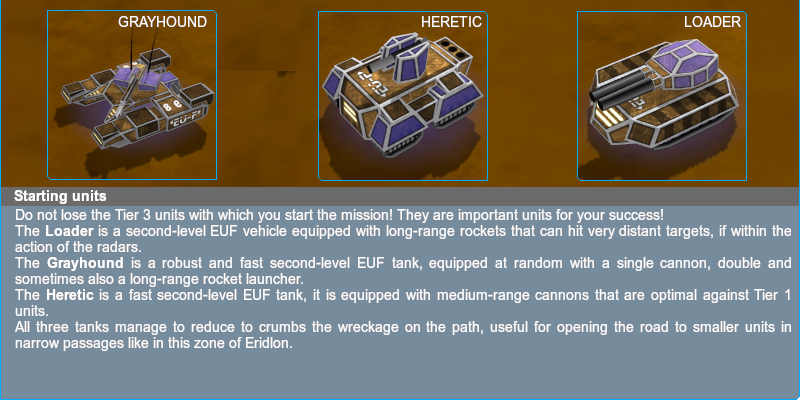 GRAYHOUND
HERETIC
LOADER
Starting units
Do not lose the Tier 3 units with which you start the mission! They are important units for your success!
The Loader is a second-level EUF vehicle equipped with long-range rockets that can hit very distant targets, if within the
action of the radars.
The Grayhound is a robust and fast second-level EUF tank, equipped at random with a single cannon, double and
sometimes also a long-range rocket launcher.
The Heretic is a fast second-level EUF tank, it is equipped with medium-range cannons that are optimal against Tier 1
units.
All three tanks manage to reduce to crumbs the wreckage on the path, useful for opening the road to smaller units in
narrow passages like in this zone of Eridlon.